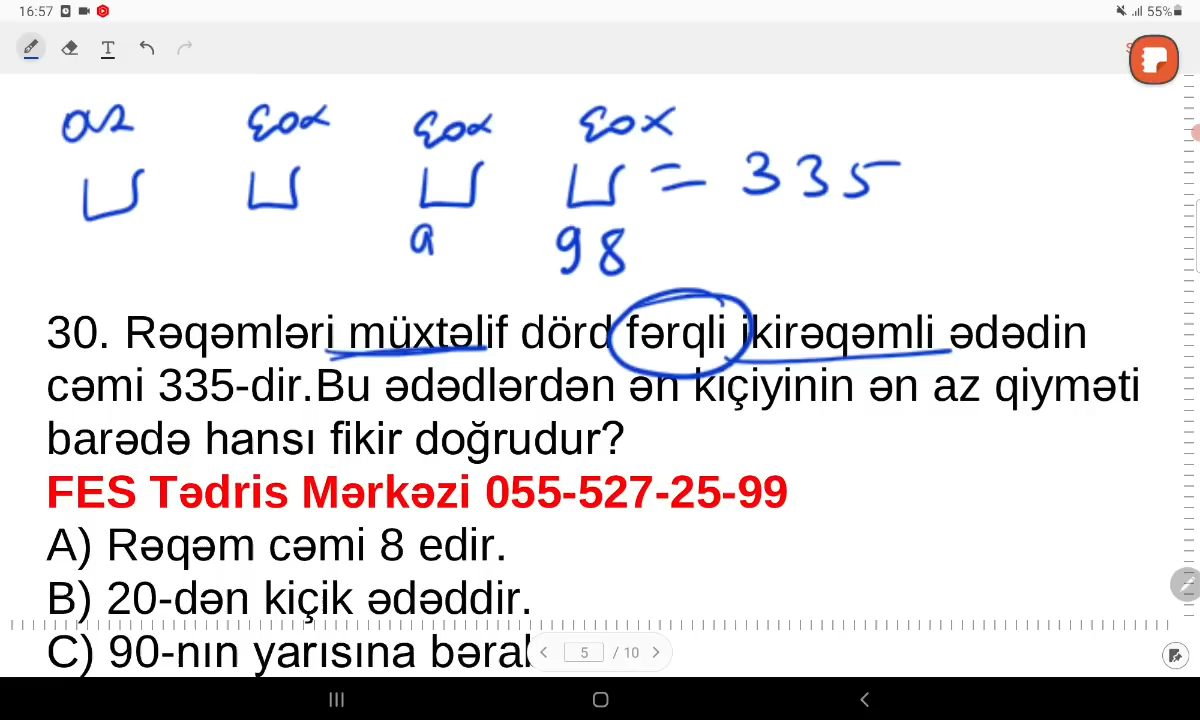 16:57
55%
az çox çox çox
= 335
9 98
30. Rəqəmləri müxtəlif dörd fərqli ikirəqəmli ədədin
cəmi 335-dir.Bu ədədlərdən ən kiçiyinin ən az qiyməti
barədə hansı fikir doğrudur?
FES Tədris Mərkəzi 055-527-25-99
A) Rəqəm cəmi 8 edir.
B) 20-dən kiçik ədəddir.
C) 90-nın yarısına
5 / 10